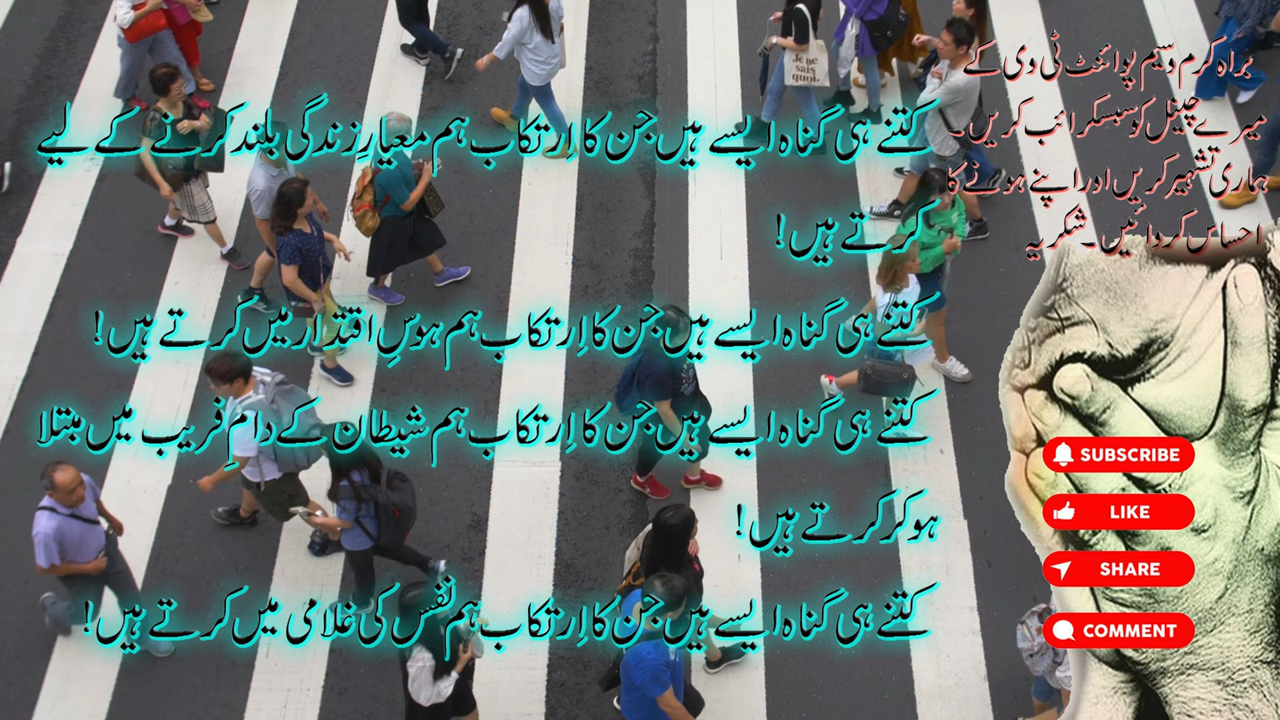 براہِ کرم وسیم پوائنٹ ٹی وی کے
میرے چینل کو سبسکرائب کریں۔
ہماری تشہیر کریں اور اپنے ہونے کا
احساس کروائیں۔ شکریہ
کتنے ہی گناہ ایسے ہیں جن کا اِرتکاب ہم معیارِ زندگی بلند کرنے کے لیے
کرتے ہیں!
کتنے ہی گناہ ایسے ہیں جن کا اِرتکاب ہم ہوسِ اقتدار میں کرتے ہیں!
کتنے ہی گناہ ایسے ہیں جن کا اِرتکاب ہم شیطان کے دامِ فریب میں مبتلا
ہو کر کرتے ہیں!
کتنے ہی گناہ ایسے ہیں جن کا اِرتکاب ہم نفس کی غلامی میں کرتے ہیں!
Je ne
sais
quoi.
SUBSCRIBE
LIKE
SHARE
COMMENT